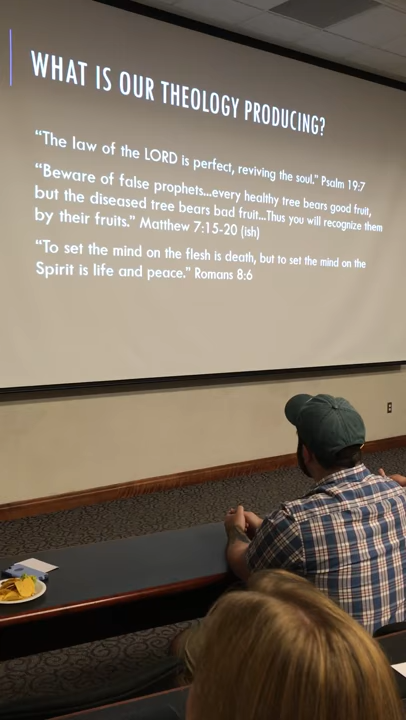 WHAT IS OUR THEOLOGY PRODUCING?
“The law of the LORD is perfect, reviving the soul.” Psalm 19:7
“Beware of false prophets...every healthy tree bears good fruit,
but the diseased tree bears bad fruit...Thus you will recognize them
by their fruits.” Matthew 7:15-20 (ish)
“To set the mind on the flesh is death, but to set the mind on the
Spirit is life and peace.” Romans 8:6